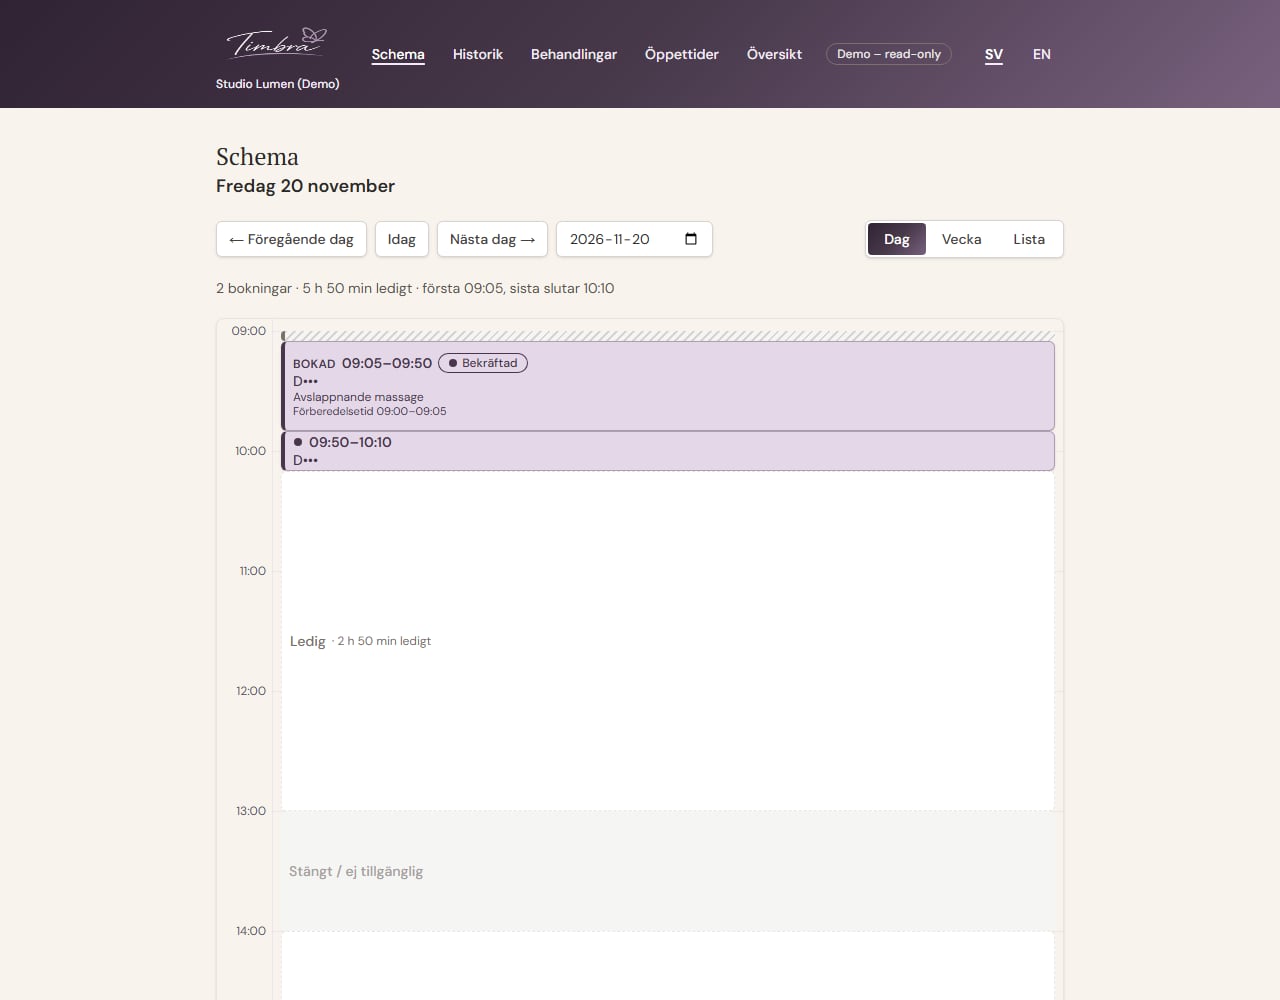 Timbra
Studio Lumen (Demo)
Schema
Historik
Behandlingar
Öppettider
Översikt
Demo – read-only
SV
EN
Schema
Fredag 20 november
← Föregående dag
Idag
Nästa dag →
2026-11-20
Dag
Vecka
Lista
2 bokningar · 5 h 50 min ledigt · första 09:05, sista slutar 10:10
09:00
BOKAD 09:05–09:50 Bekräftad
D•••
Avslappnande massage
Förberedelsetid 09:00–09:05
09:50–10:10
10:00
D•••
11:00
Ledig · 2 h 50 min ledigt
12:00
13:00
Stängt / ej tillgänglig
14:00